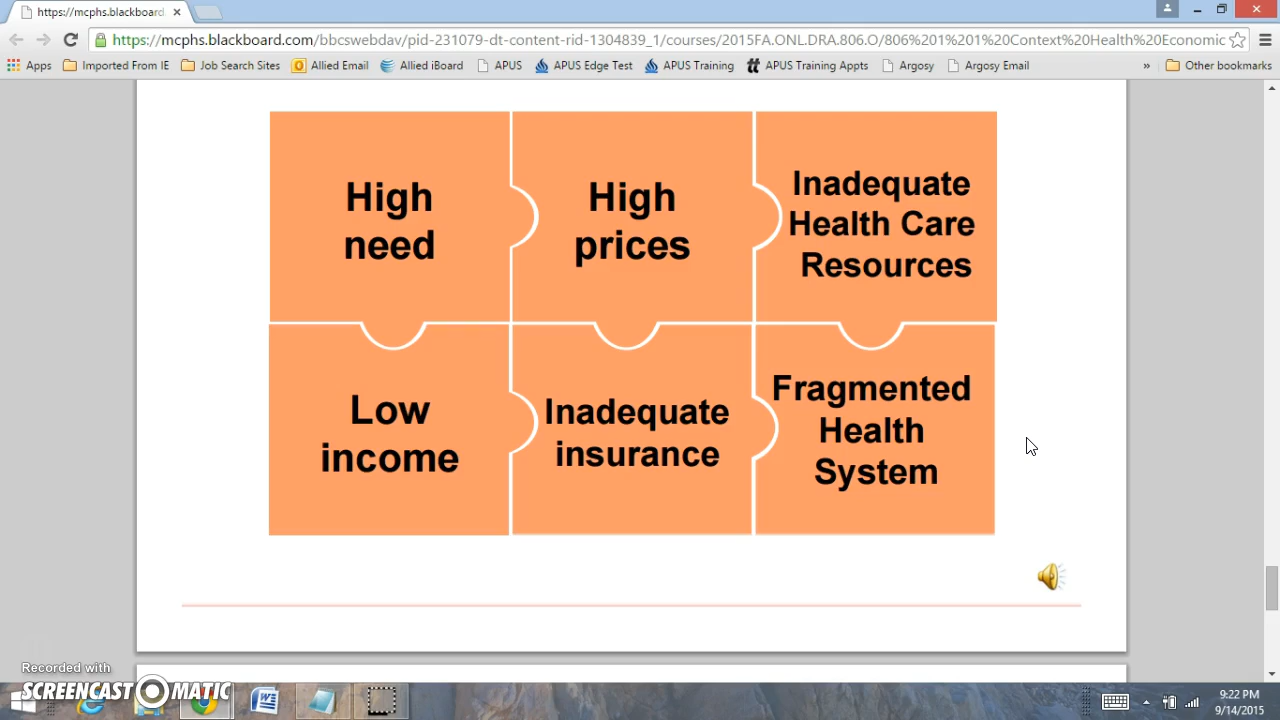 https://mcphs.blackboard
https://mcphs.blackboard.com/bbcswebdav/pid-231079-dt-content-rid-1304839_1/courses/2015FA.ONL.DRA.806.O/806%201%201%20Context%20Health%20Economic
Apps Imported From IE Job Search Sites Allied Email Allied iBoard APUS APUS Edge Test APUS Training APUS Training Appts Argosy Argosy Email » Other bookmarks
High
need
High
prices
Inadequate
Health Care
Resources
Low
income
Inadequate
insurance
Fragmented
Health
System
Recorded with
SCREENCAST-O-MATIC
9:22 PM
9/14/2015